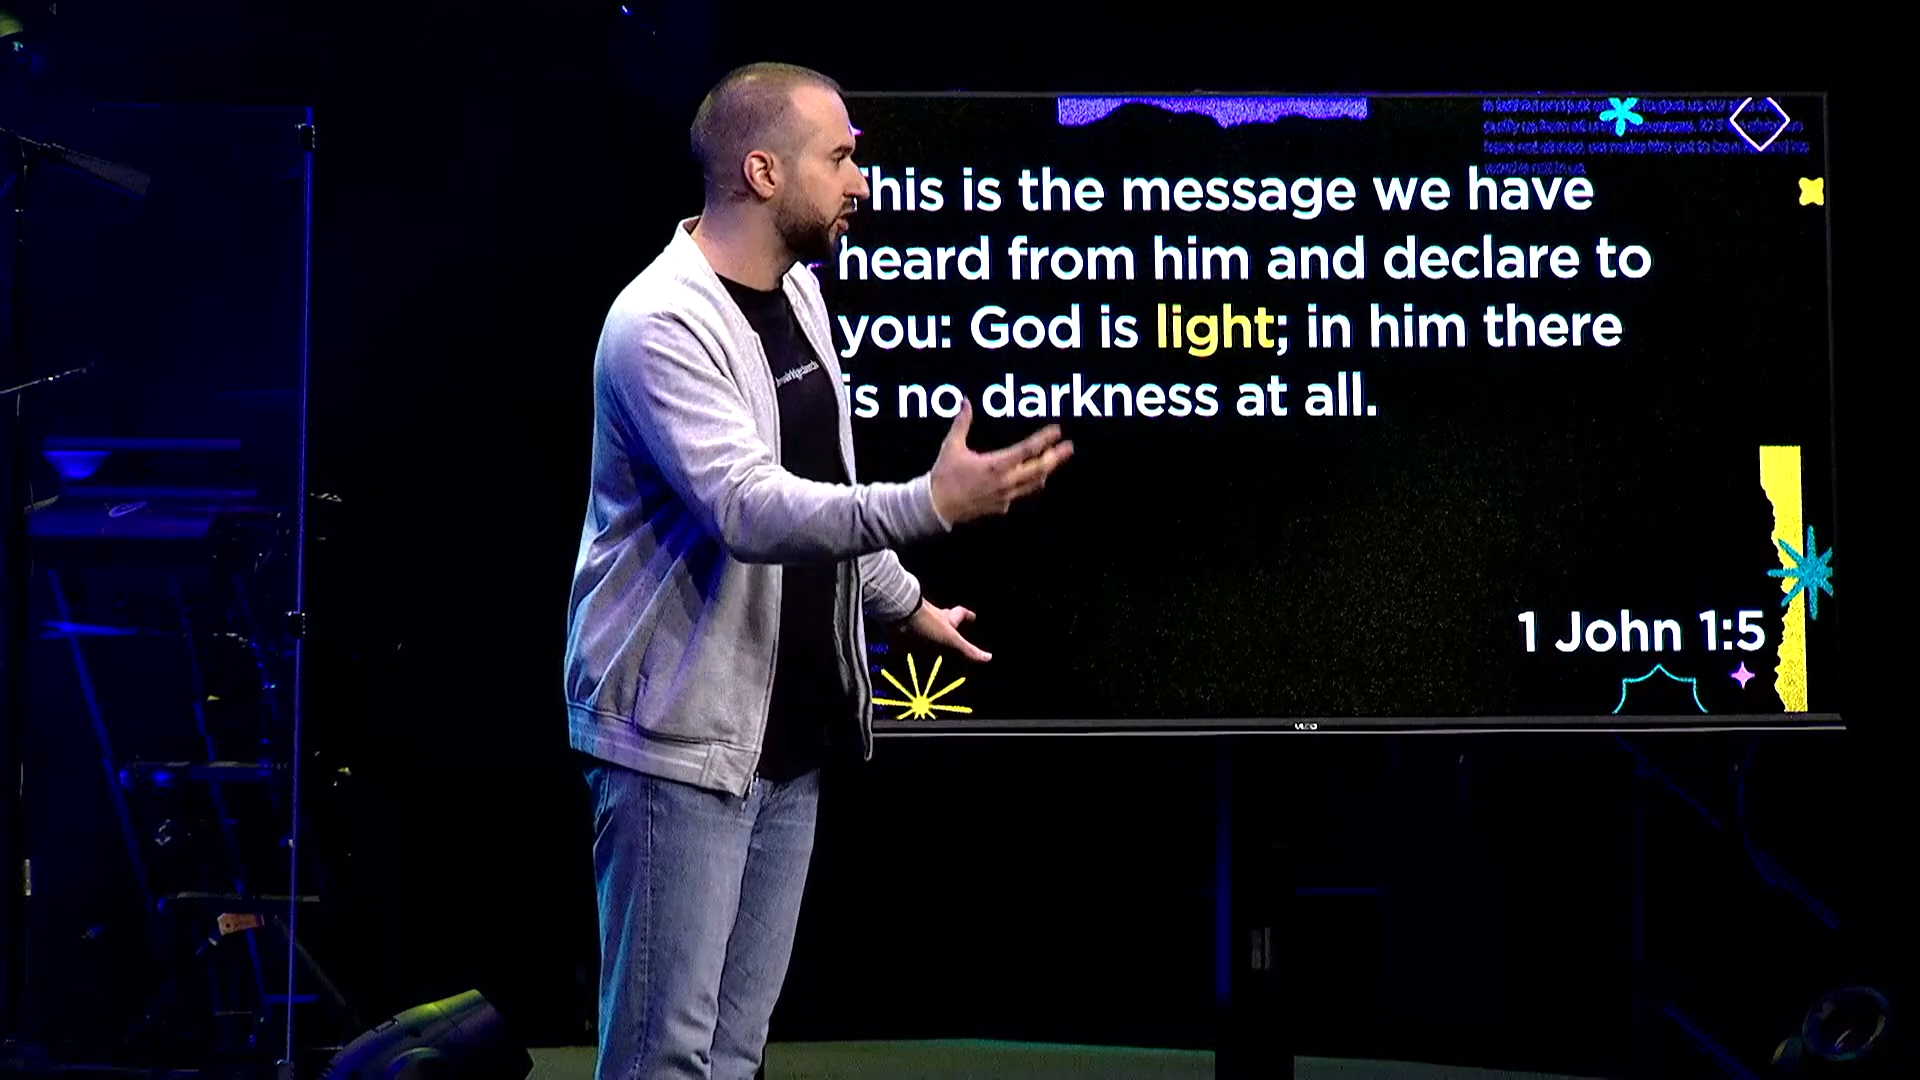 This is the message we have
heard from him and declare to
you: God is light; in him there
is no darkness at all.
1 John 1:5